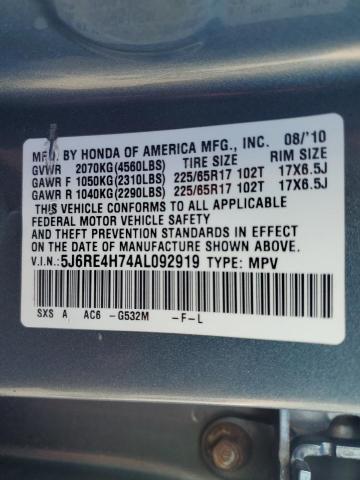 MFD. BY HONDA OF AMERICA MFG., INC. 08/'10
GVWR 2070KG(4560LBS) TIRE SIZE RIM SIZE
GAWR F 1050KG(2310LBS) 225/65R17 102T 17X6.5J
GAWR R 1040KG(2290LBS) 225/65R17 102T 17X6.5J
THIS VEHICLE CONFORMS TO ALL APPLICABLE
FEDERAL MOTOR VEHICLE SAFETY
AND THEFT PREVENTION STANDARDS IN EFFECT ON THE
DATE OF MANUFACTURE SHOWN ABOVE.
V.I.N.: 5J6RE4H74AL092919 TYPE: MPV
SXS A AC6 -G532M -F-L